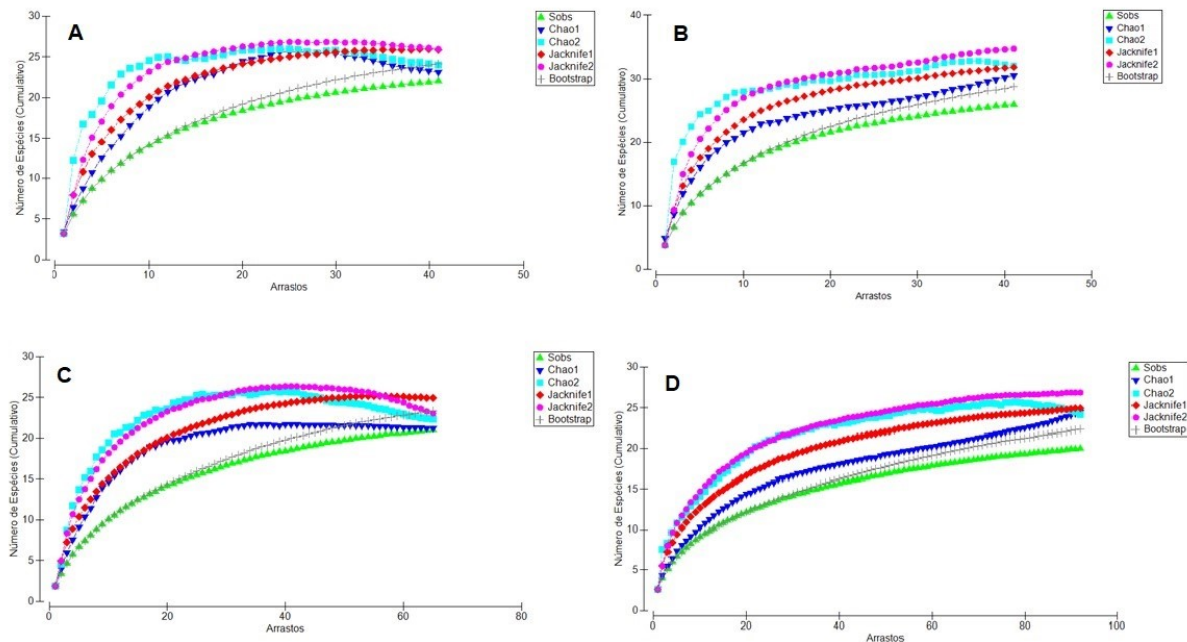 A
Número de Espécies (Cumulativo)
30
25
20
15
10
5
0
0
10
20
30
40
50
Arrastos
Sobs
Chao1
Chao2
Jacknife1
Jacknife2
Bootstrap
B
Número de Espécies (Cumulativo)
40
30
20
10
0
0
10
20
30
40
50
Arrastos
Sobs
Chao1
Chao2
Jacknife1
Jacknife2
Bootstrap
C
Número de Espécies (Cumulativo)
30
25
20
15
10
5
0
0
20
40
60
80
Arrastos
Sobs
Chao1
Chao2
Jacknife1
Jacknife2
Bootstrap
D
Número de Espécies (Cumulativo)
30
25
20
15
10
5
0
0
20
40
60
80
100
Arrastos
Sobs
Chao1
Chao2
Jacknife1
Jacknife2
Bootstrap